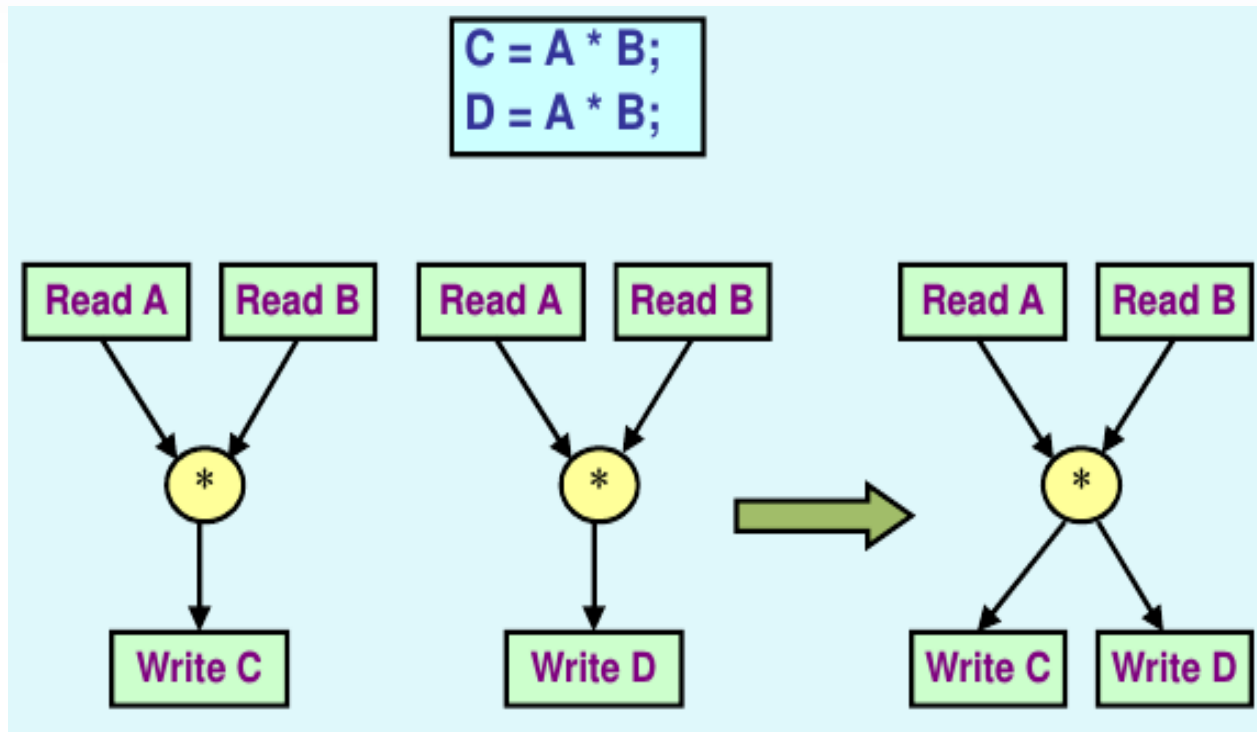 C = A * B;
D = A * B;
Read A Read B Read A Read B Read A Read B
* * *
Write C Write D Write C Write D